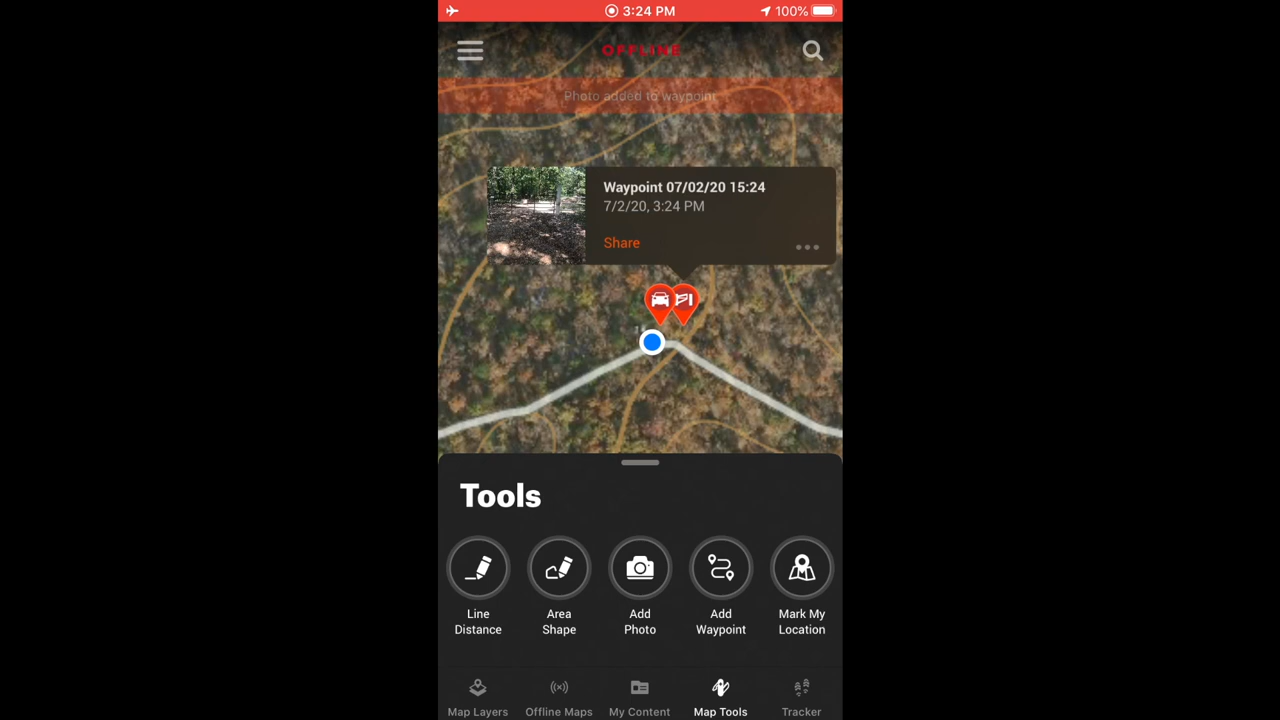 3:24 PM
100%
OFFLINE
Photo added to waypoint
Waypoint 07/02/20 15:24
7/2/20, 3:24 PM
Share
Tools
Line
Distance
Area
Shape
Add
Photo
Add
Waypoint
Mark My
Location
Map Layers
Offline Maps
My Content
Map Tools
Tracker